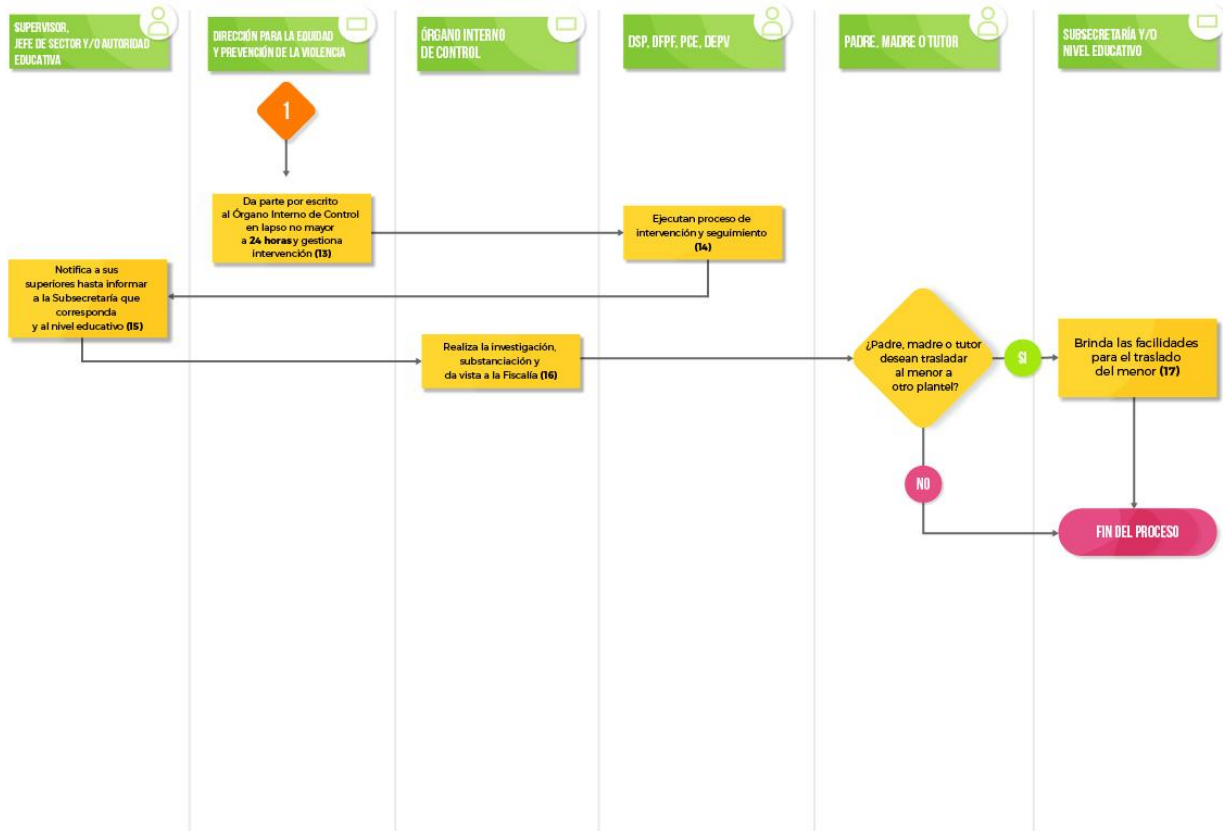 SUPERVISOR,
JEFE DE SECTOR Y/O AUTORIDAD
EDUCATIVA
DIRECCIÓN PARA LA EQUIDAD
Y PREVENCIÓN DE LA VIOLENCIA
ÓRGANO INTERNO
DE CONTROL
DSP, DFPF, PCE, DEPV
PADRE, MADRE O TUTOR
SUBSECRETARÍA Y/O
NIVEL EDUCATIVO
1
Da parte por escrito
al Órgano Interno de Control
en lapso no mayor
a 24 horas y gestiona
intervención (13)
Ejecutan proceso de
intervención y seguimiento
(14)
Notifica a sus
superiores hasta informar
a la Subsecretaría que
corresponda
y al nivel educativo (15)
Realiza la investigación,
substanciación y
da vista a la Fiscalía (16)
¿Padre, madre o tutor
desean trasladar
al menor a
otro plantel?
SI
Brinda las facilidades
para el traslado
del menor (17)
NO
FIN DEL PROCESO